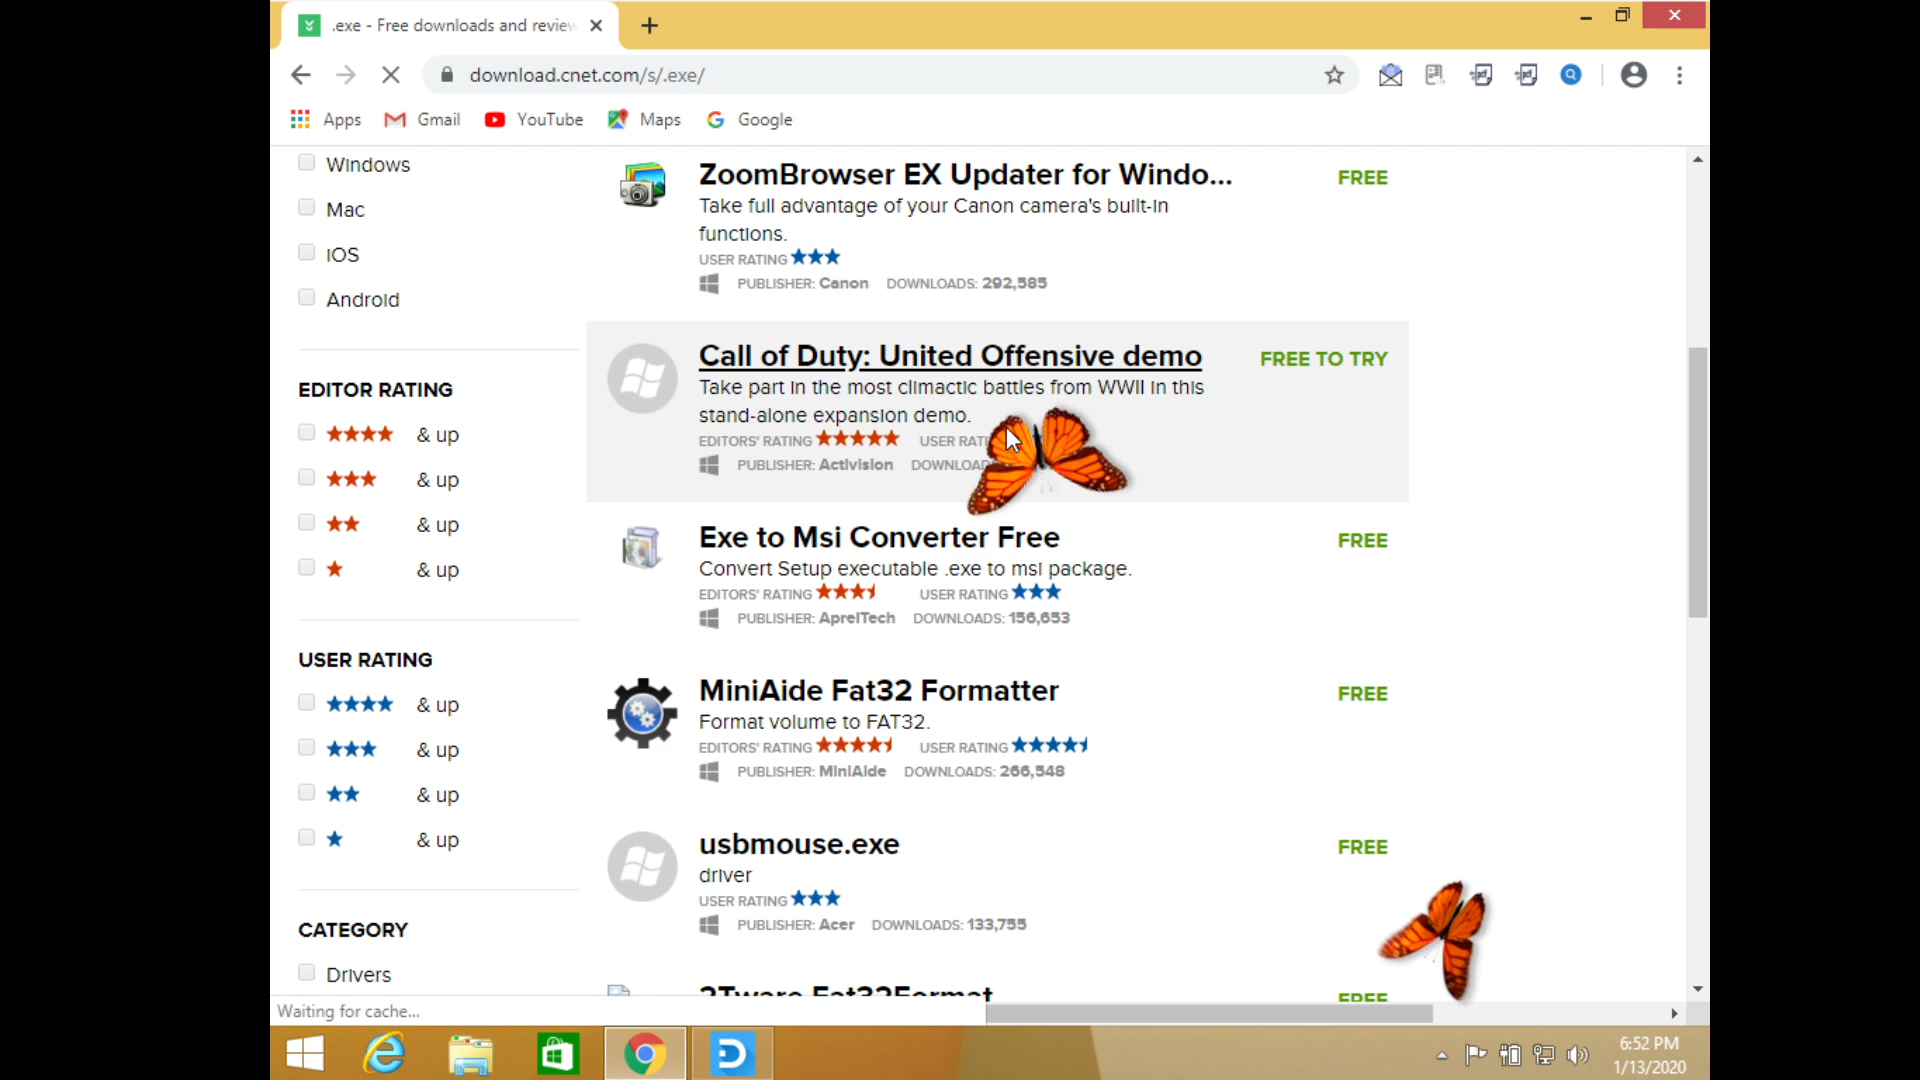 .exe - Free downloads and review
download.cnet.com/s/.exe/
Apps Gmail YouTube Maps Google
Windows
Mac
iOS
Android
EDITOR RATING
& up
& up
& up
& up
USER RATING
& up
& up
& up
& up
CATEGORY
Drivers
ZoomBrowser EX Updater for Windo...
FREE
Take full advantage of your Canon camera's built-in
functions.
USER RATING
PUBLISHER: Canon DOWNLOADS: 292,585
Call of Duty: United Offensive demo
FREE TO TRY
Take part in the most climactic battles from WWII in this
stand-alone expansion demo.
EDITORS' RATING USER RATI
PUBLISHER: Activision DOWNLOAD
Exe to Msi Converter Free
FREE
Convert Setup executable .exe to msi package.
EDITORS' RATING USER RATING
PUBLISHER: AprelTech DOWNLOADS: 156,653
MiniAide Fat32 Formatter
FREE
Format volume to FAT32.
EDITORS' RATING USER RATING
PUBLISHER: MiniAide DOWNLOADS: 266,548
usbmouse.exe
FREE
driver
USER RATING
PUBLISHER: Acer DOWNLOADS: 133,755
2Tware Fat32Format
FREE
Waiting for cache...
6:52 PM
1/13/2020